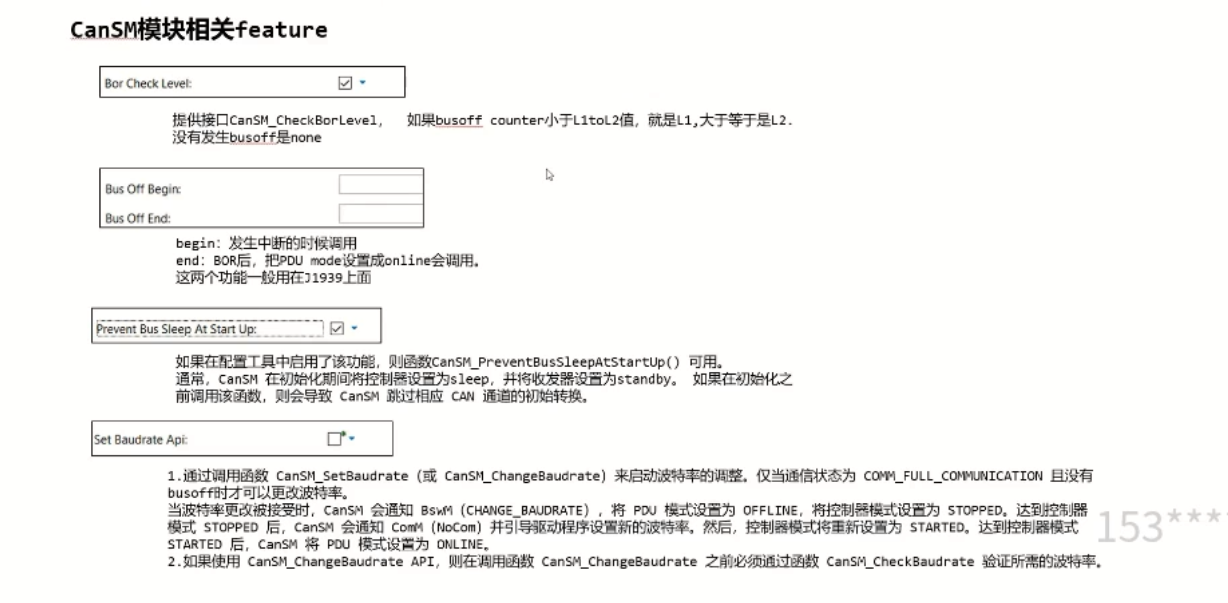 CanSM模块相关feature
Bor Check Level:
提供接口CanSM_CheckBorLevel, 如果busoff counter小于L1toL2值，就是L1,大于等于是L2.
没有发生busoff是none
Bus Off Begin:
Bus Off End:
begin: 发生中断的时候调用
end: BOR后，把PDU mode设置成online会调用。
这两个功能一般用在J1939上面
Prevent Bus Sleep At Start Up:
如果在配置工具中启用了该功能，则函数CanSM_PreventBusSleepAtStartUp() 可用。
通常，CanSM 在初始化期间将控制器设置为sleep，并将收发器设置为standby。 如果在初始化之
前调用该函数，则会导致 CanSM 跳过相应 CAN 通道的初始转换。
Set Baudrate Api:
1.通过调用函数 CanSM_SetBaudrate（或 CanSM_ChangeBaudrate）来启动波特率的调整。仅当通信状态为 COMM_FULL_COMMUNICATION 且没有
busoff时才可以更改波特率。
当波特率更改被接受时，CanSM 会通知 BswM（CHANGE_BAUDRATE），将 PDU 模式设置为 OFFLINE，将控制器模式设置为 STOPPED。达到控制器
模式 STOPPED 后，CanSM 会通知 ComM（NoCom）并引导驱动程序设置新的波特率。然后，控制器模式将重新设置为 STARTED。达到控制器模式
STARTED 后，CanSM 将 PDU 模式设置为 ONLINE。
2.如果使用 CanSM_ChangeBaudrate API，则在调用函数 CanSM_ChangeBaudrate 之前必须通过函数 CanSM_CheckBaudrate 验证所需的波特率。
153****